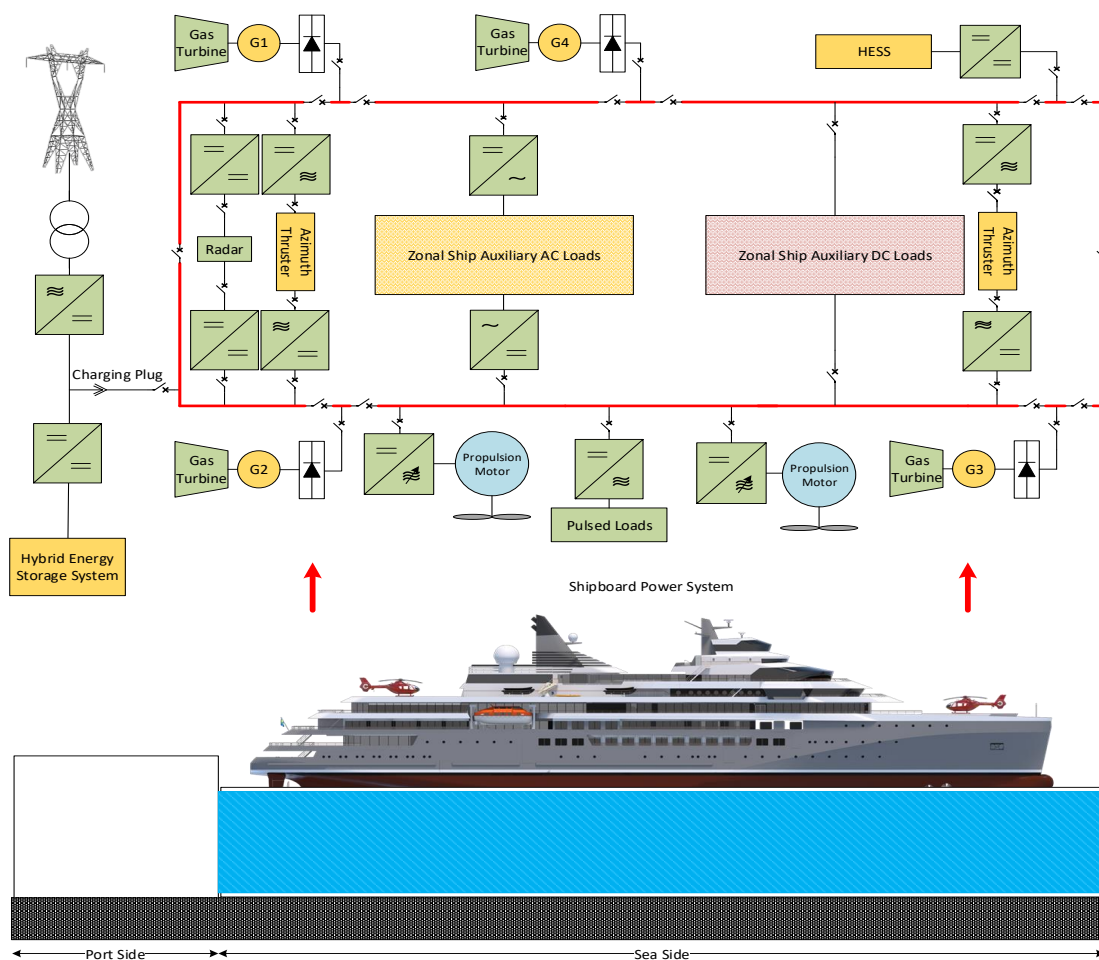 Gas
Turbine
G1
Gas
Turbine
G4
HESS
Radar
Azimuth
Thruster
Zonal Ship Auxiliary AC Loads
Zonal Ship Auxiliary DC Loads
Azimuth
Thruster
Charging Plug
Gas
Turbine
G2
Propulsion
Motor
Pulsed Loads
Propulsion
Motor
Gas
Turbine
G3
Hybrid Energy
Storage System
Shipboard Power System
Port Side
Sea Side